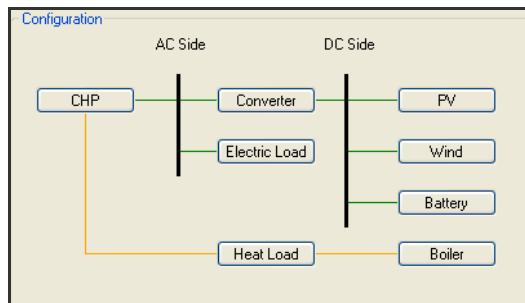 Configuration
AC Side DC Side
CHP Converter PV
Electric Load Wind
Battery
Heat Load Boiler